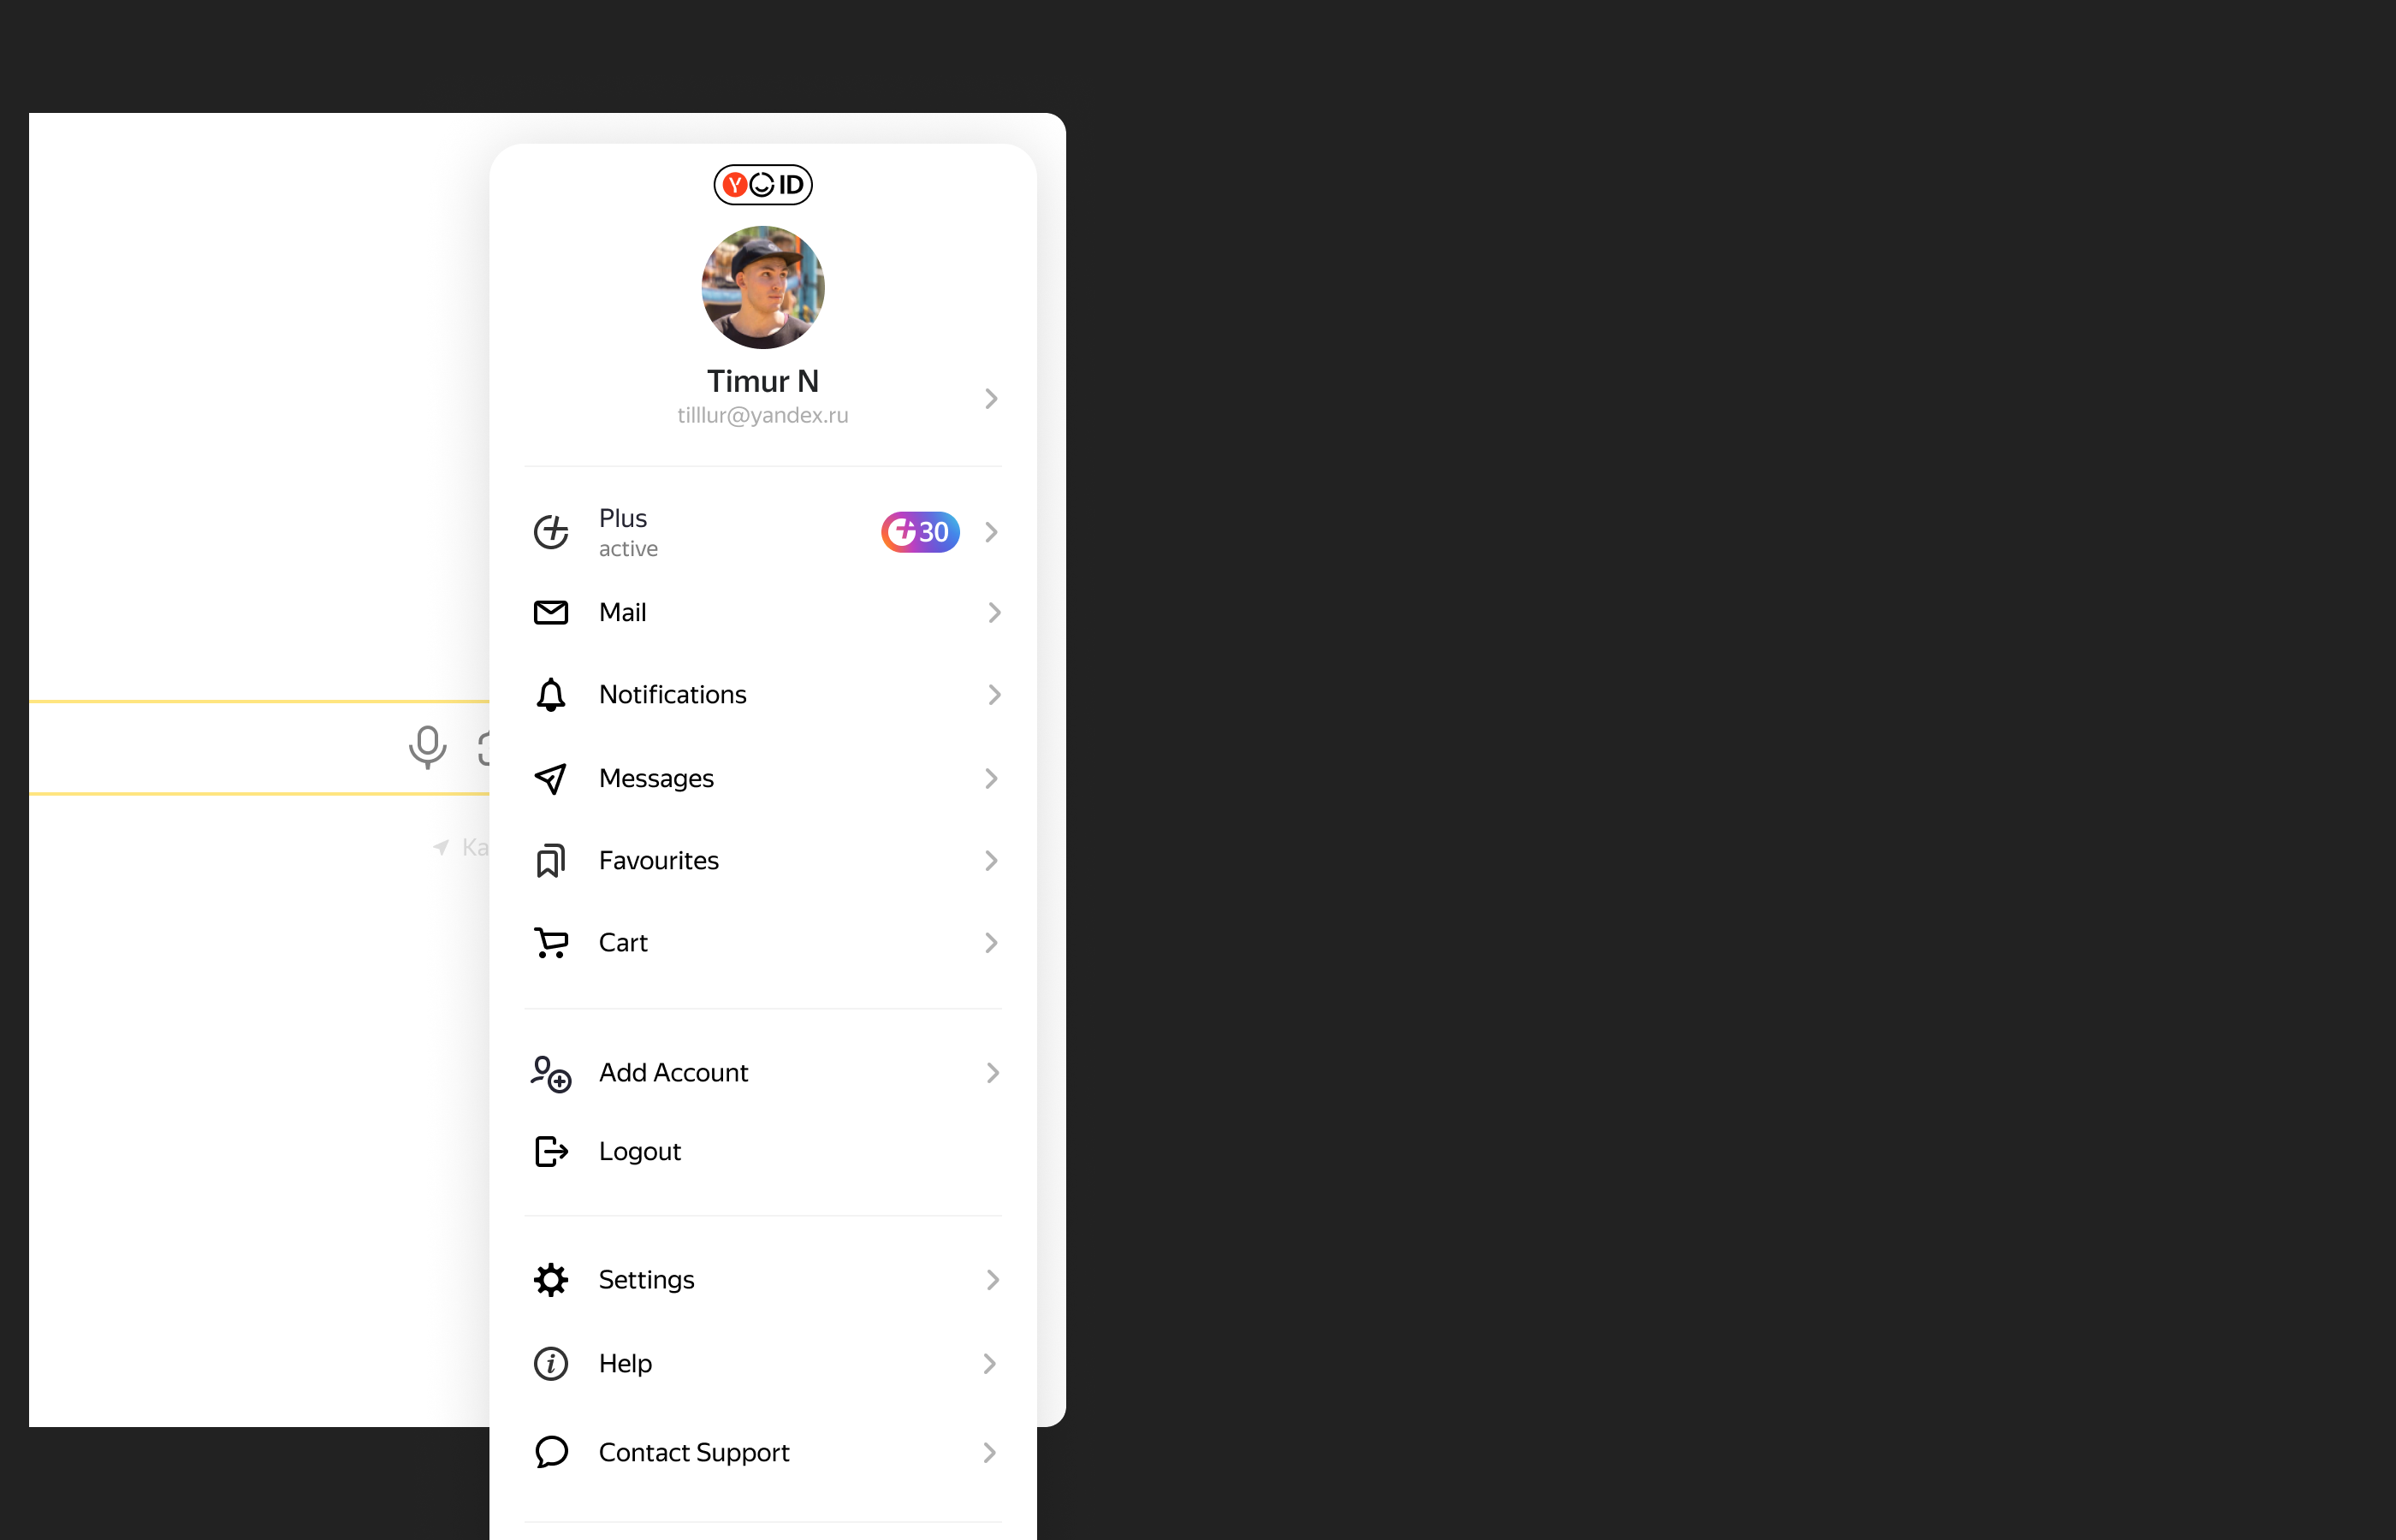 Y ID
Timur N
tilllur@yandex.ru
Plus
active
30
Mail
Notifications
Messages
Ка
Favourites
Cart
Add Account
Logout
Settings
Help
Contact Support